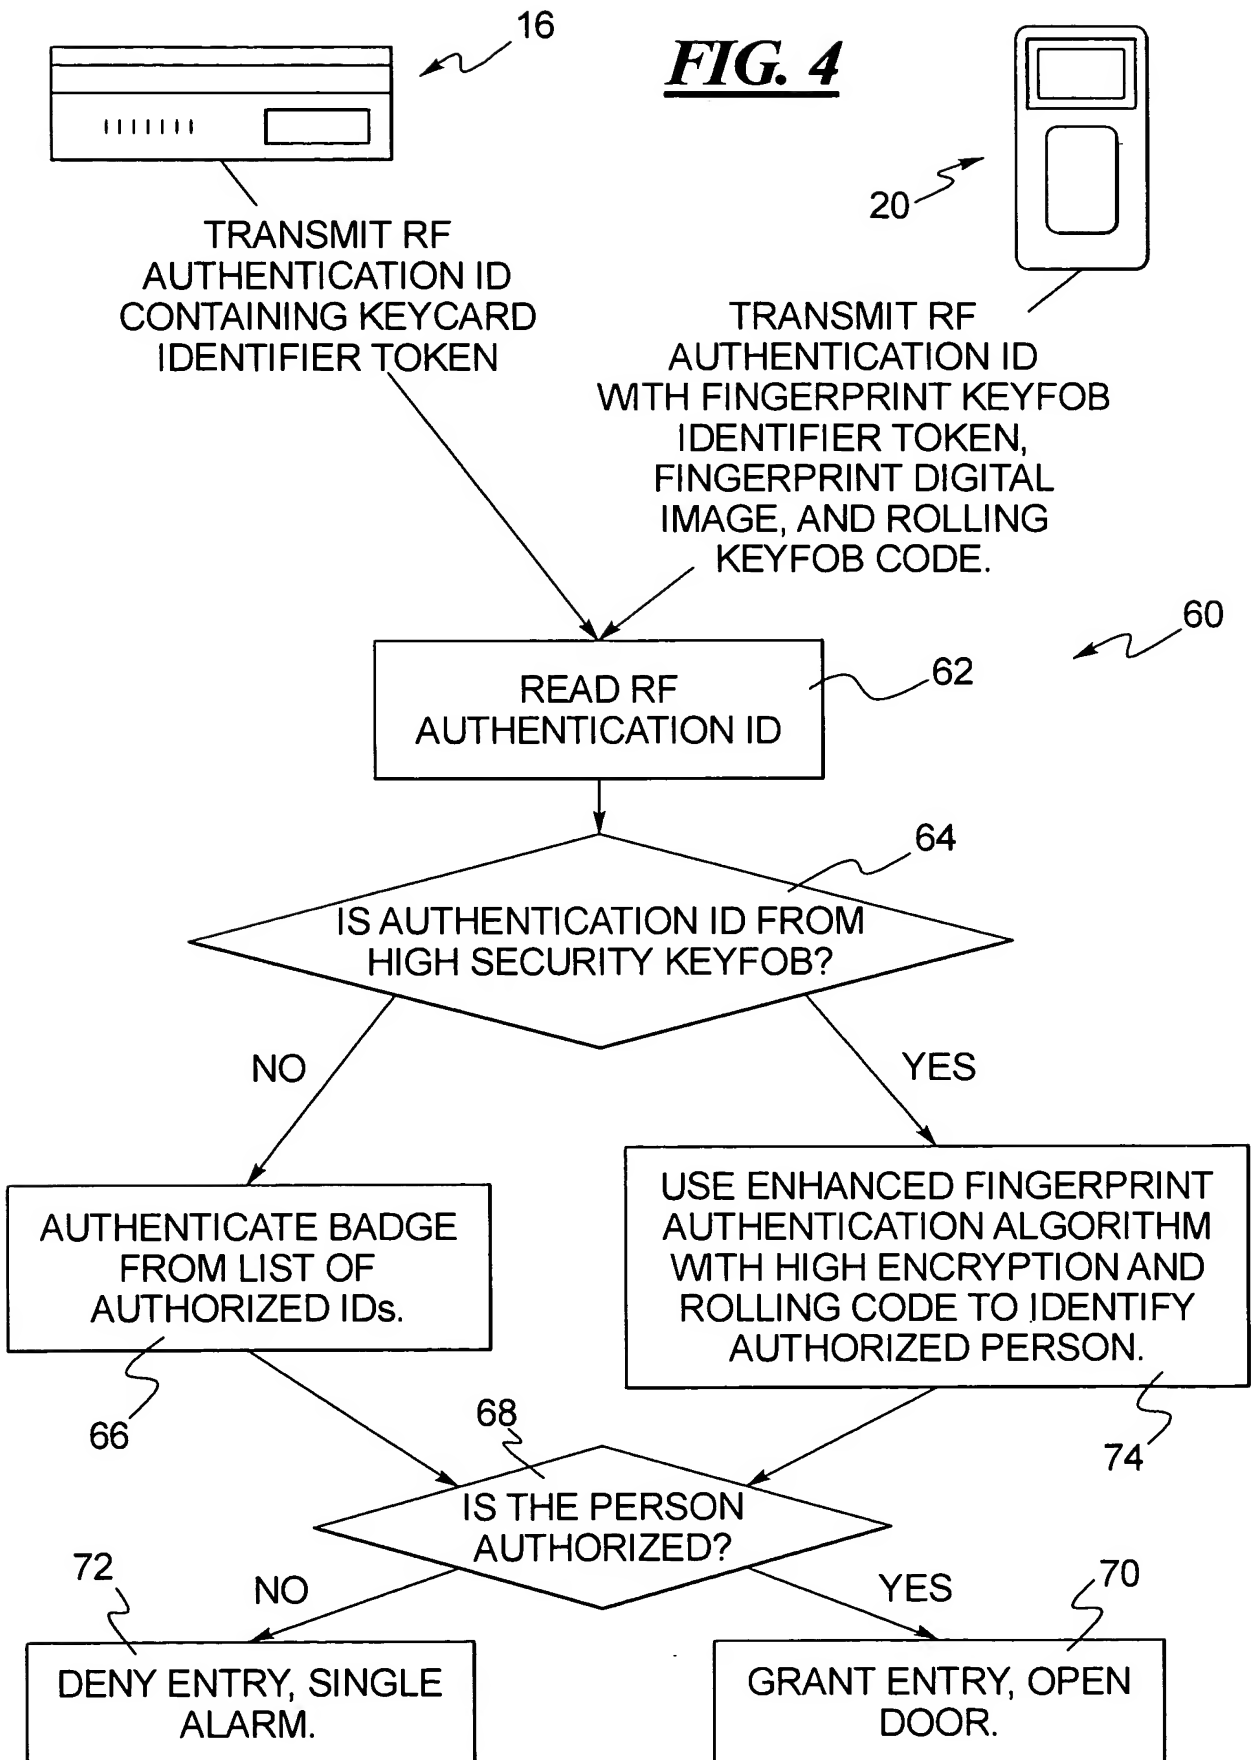 16
FIG. 4
20
TRANSMIT RF
AUTHENTICATION ID
CONTAINING KEYCARD
IDENTIFIER TOKEN
TRANSMIT RF
AUTHENTICATION ID
WITH FINGERPRINT KEYFOB
IDENTIFIER TOKEN,
FINGERPRINT DIGITAL
IMAGE, AND ROLLING
KEYFOB CODE.
60
62
READ RF
AUTHENTICATION ID
64
IS AUTHENTICATION ID FROM
HIGH SECURITY KEYFOB?
NO
YES
AUTHENTICATE BADGE
FROM LIST OF
AUTHORIZED IDs.
66
USE ENHANCED FINGERPRINT
AUTHENTICATION ALGORITHM
WITH HIGH ENCRYPTION AND
ROLLING CODE TO IDENTIFY
AUTHORIZED PERSON.
74
68
IS THE PERSON
AUTHORIZED?
72
NO
YES
70
DENY ENTRY, SINGLE
ALARM.
GRANT ENTRY, OPEN
DOOR.